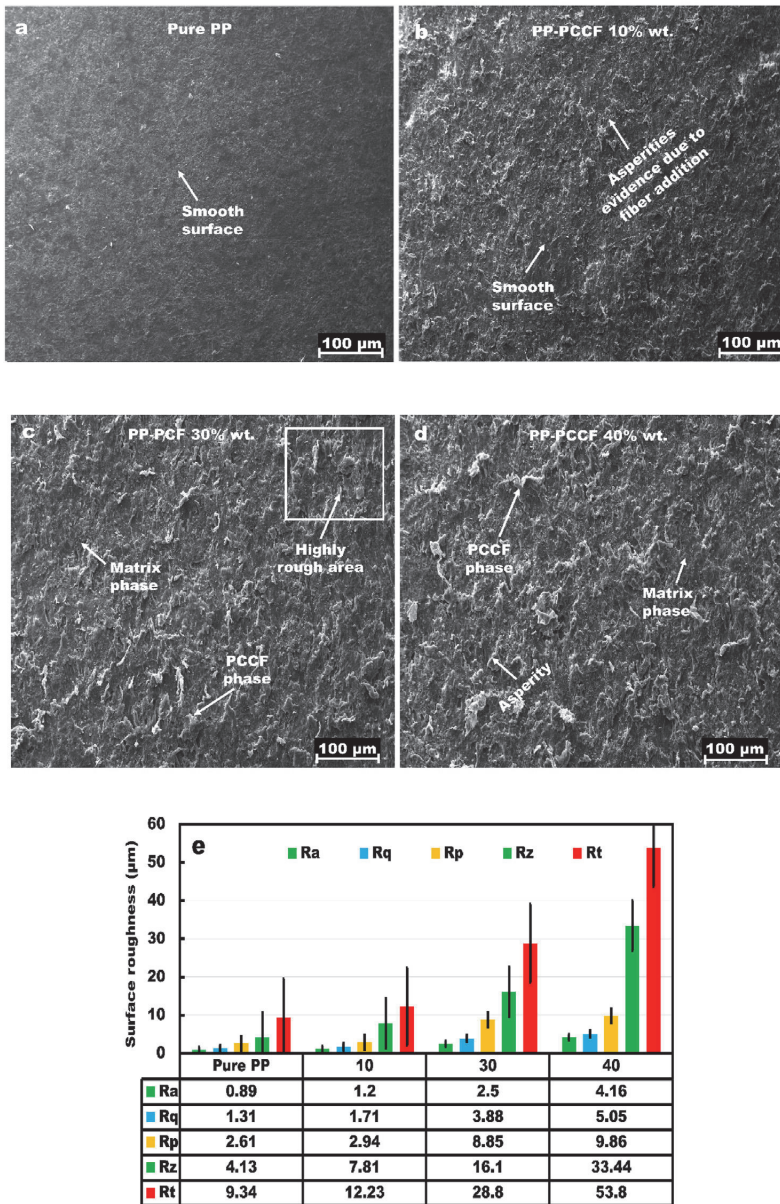 a
Pure PP
Smooth
surface
100 µm
b
PP-PCCF 10% wt.
Asperities
evidence due to
fiber addition
Smooth
surface
100 µm
c
PP-PCF 30% wt.
Highly
rough area
Matrix
phase
PCCF
phase
100 µm
d
PP-PCCF 40% wt.
PCCF
phase
Matrix
phase
Asperity
100 µm
e
Ra Rq Rp Rz Rt
Surface roughness (µm)
60
50
40
30
20
10
0
Pure PP 10 30 40
Ra 0.89 1.2 2.5 4.16
Rq 1.31 1.71 3.88 5.05
Rp 2.61 2.94 8.85 9.86
Rz 4.13 7.81 16.1 33.44
Rt 9.34 12.23 28.8 53.8